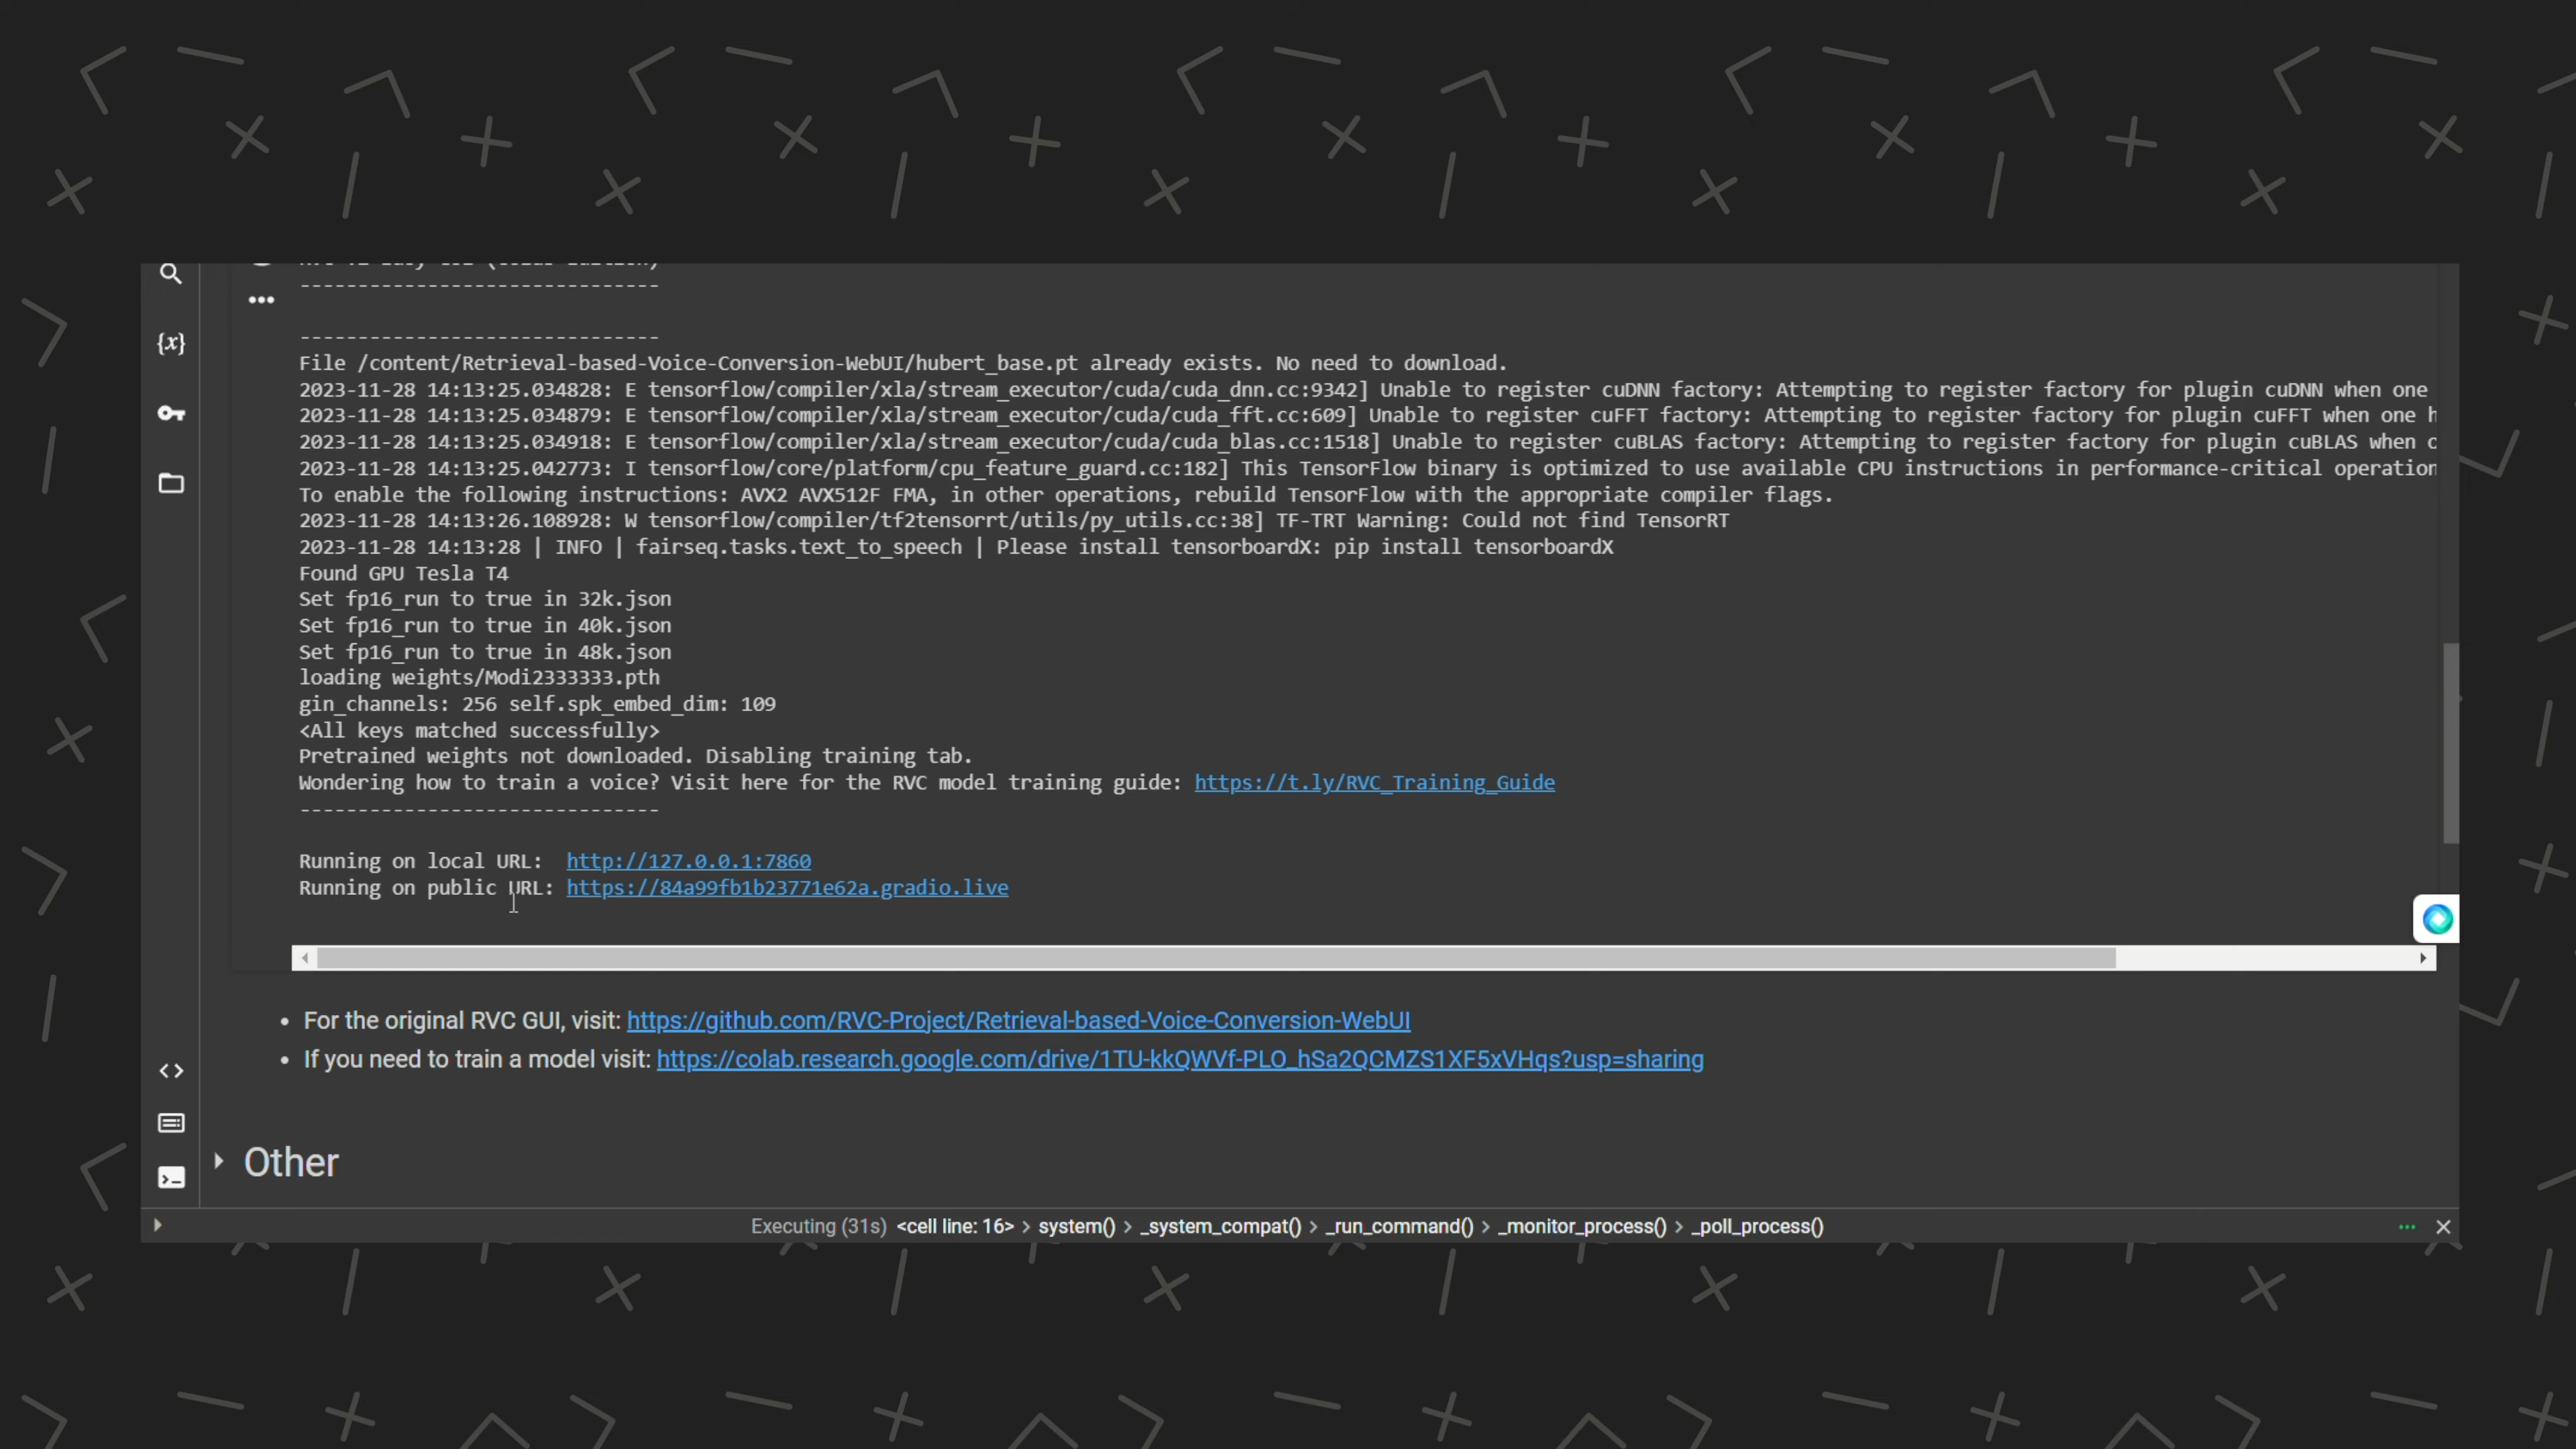 {x}
------------------------------
------------------------------
File /content/Retrieval-based-Voice-Conversion-WebUI/hubert_base.pt already exists. No need to download.
2023-11-28 14:13:25.034828: E tensorflow/compiler/xla/stream_executor/cuda/cuda_dnn.cc:9342] Unable to register cuDNN factory: Attempting to register factory for plugin cuDNN when one
2023-11-28 14:13:25.034879: E tensorflow/compiler/xla/stream_executor/cuda/cuda_fft.cc:609] Unable to register cuFFT factory: Attempting to register factory for plugin cuFFT when one h
2023-11-28 14:13:25.034918: E tensorflow/compiler/xla/stream_executor/cuda/cuda_blas.cc:1518] Unable to register cuBLAS factory: Attempting to register factory for plugin cuBLAS when
2023-11-28 14:13:25.042773: I tensorflow/core/platform/cpu_feature_guard.cc:182] This TensorFlow binary is optimized to use available CPU instructions in performance-critical operation
To enable the following instructions: AVX2 AVX512F FMA, in other operations, rebuild TensorFlow with the appropriate compiler flags.
2023-11-28 14:13:26.108928: W tensorflow/compiler/tf2tensorrt/utils/py_utils.cc:38] TF-TRT Warning: Could not find TensorRT
2023-11-28 14:13:28 | INFO | fairseq.tasks.text_to_speech | Please install tensorboardX: pip install tensorboardX
Found GPU Tesla T4
Set fp16_run to true in 32k.json
Set fp16_run to true in 40k.json
Set fp16_run to true in 48k.json
loading weights/Modi2333333.pth
gin_channels: 256 self.spk_embed_dim: 109
<All keys matched successfully>
Pretrained weights not downloaded. Disabling training tab.
Wondering how to train a voice? Visit here for the RVC model training guide: https://t.ly/RVC_Training_Guide
------------------------------
Running on local URL: http://127.0.0.1:7860
Running on public URL: https://84a99fb1b23771e62a.gradio.live
• For the original RVC GUI, visit: https://github.com/RVC-Project/Retrieval-based-Voice-Conversion-WebUI
• If you need to train a model visit: https://colab.research.google.com/drive/1TU-kkQWVf-PLO_hSa2QCMZS1XF5xVHqs?usp=sharing
Other
Executing (31s) <cell line: 16> > system() > _system_compat() > _run_command() > _monitor_process() > _poll_process()